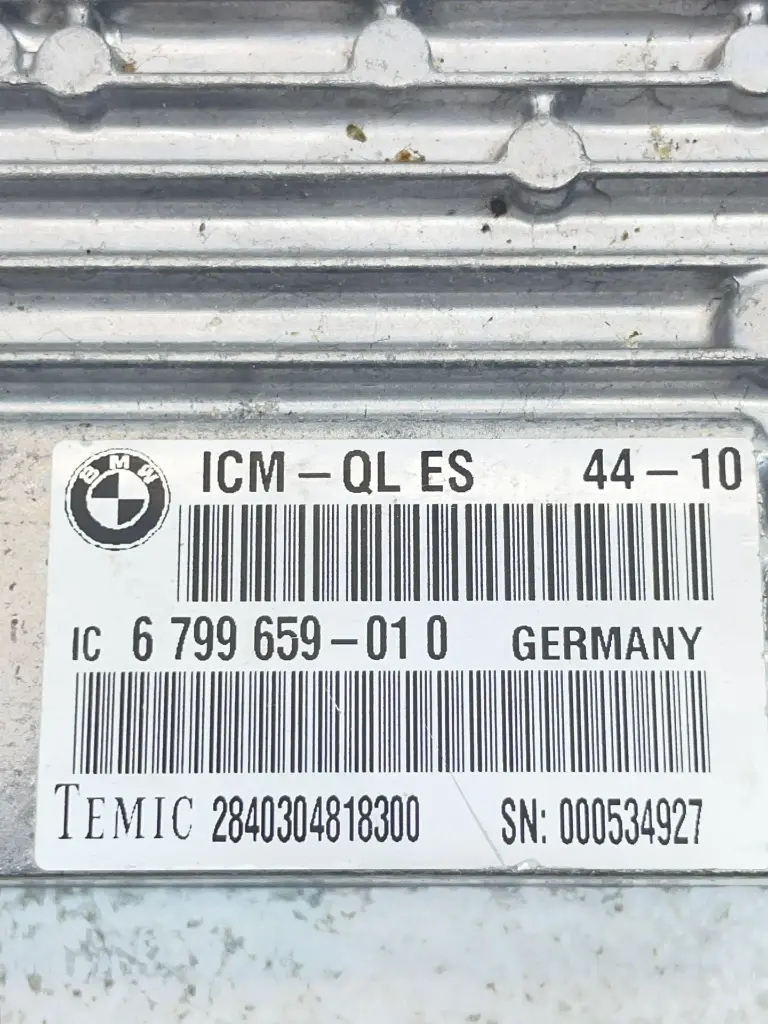 BMW
ICM-QL ES 44-10
IC 6 799 659-01 0 GERMANY
TEMIC 2840304818300 SN: 000534927